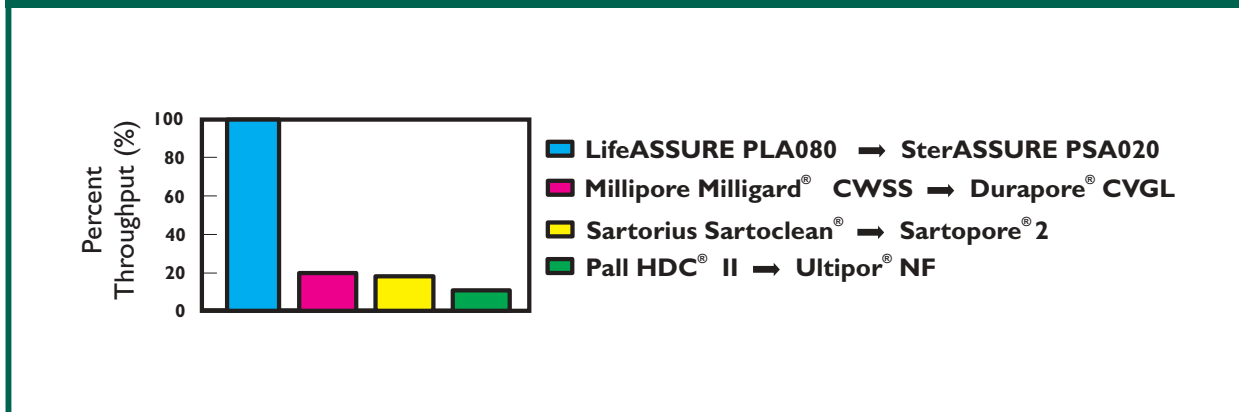 Percent
Throughput (%)
100
80
60
40
20
0
LifeASSURE PLA080 ➞ SterASSURE PSA020
Millipore Milligard® CWSS ➞ Durapore® CVGL
Sartorius Sartoclean® ➞ Sartopore® 2
Pall HDC® II ➞ Ultipor® NF